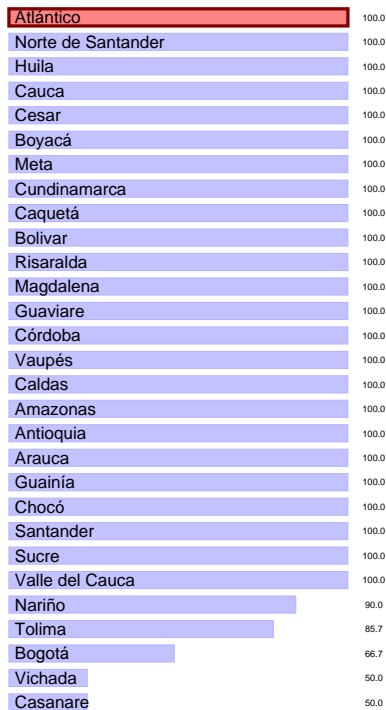 Atlántico 100.0
Norte de Santander 100.0
Huila 100.0
Cauca 100.0
Cesar 100.0
Boyacá 100.0
Meta 100.0
Cundinamarca 100.0
Caquetá 100.0
Bolivar 100.0
Risaralda 100.0
Magdalena 100.0
Guaviare 100.0
Córdoba 100.0
Vaupés 100.0
Caldas 100.0
Amazonas 100.0
Antioquia 100.0
Arauca 100.0
Guainía 100.0
Chocó 100.0
Santander 100.0
Sucre 100.0
Valle del Cauca 100.0
Nariño 90.0
Tolima 85.7
Bogotá 66.7
Vichada 50.0
Casanare 50.0